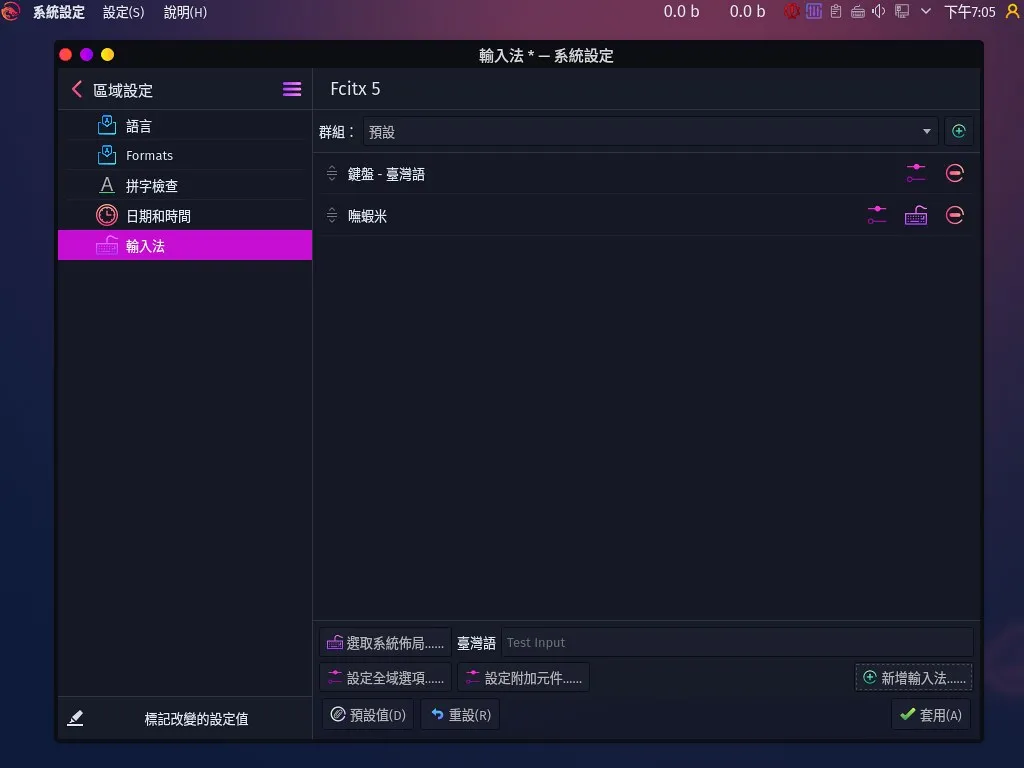 系統設定 設定(S) 說明(H) 0.0 b 0.0 b 下午7:05
輸入法 * — 系統設定
區域設定
Fcitx 5
語言
Formats
拼字檢查
日期和時間
輸入法
群組： 預設
鍵盤 - 臺灣語
嘸蝦米
選取系統佈局...... 臺灣語 Test Input
設定全域選項...... 設定附加元件...... 新增輸入法......
標記改變的設定值
預設值(D) 重設(R) 套用(A)